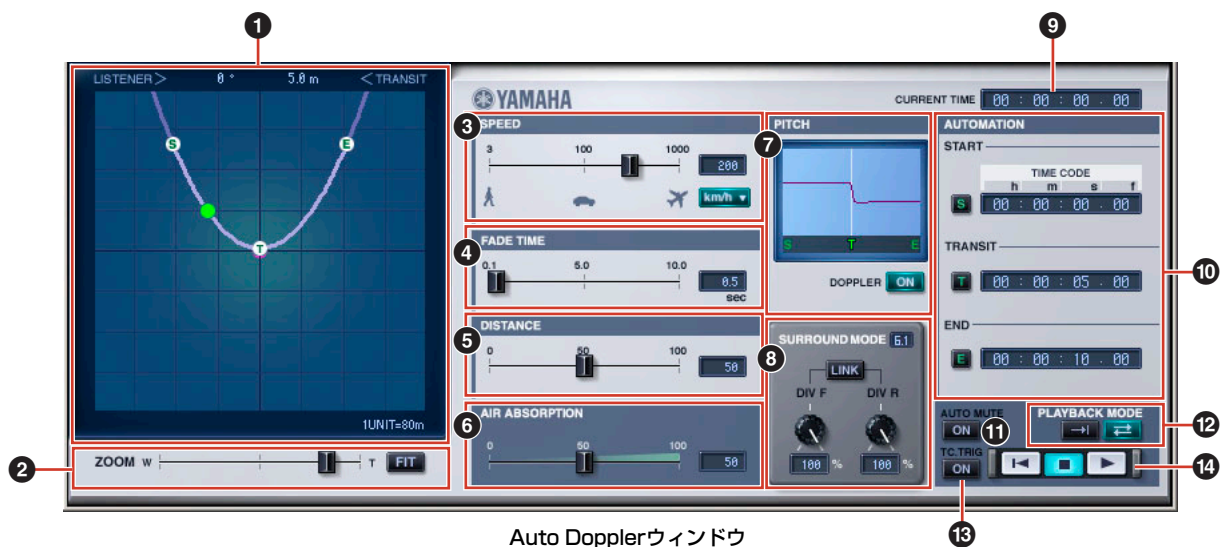 1
9
LISTENER> 0 ° 5.0 m <TRANSIT
YAMAHA
CURRENT TIME 00 : 00 : 00 . 00
S
E
T
1UNIT=80m
2
ZOOM W T FIT
3
SPEED
3 100 1000
200
km/h
4
FADE TIME
0.1 5.0 10.0
0.5
sec
5
DISTANCE
0 50 100
50
6
AIR ABSORPTION
0 50 100
50
7
PITCH
S T E
DOPPLER ON
8
SURROUND MODE 6.1
LINK
DIV F DIV R
100 % 100 %
10
AUTOMATION
START
TIME CODE
h m s f
S 00 : 00 : 00 . 00
TRANSIT
T 00 : 00 : 05 . 00
END
E 00 : 00 : 10 . 00
AUTO MUTE
ON
11
PLAYBACK MODE
12
TC.TRIG
ON
14
13
Auto Dopplerウィンドウ